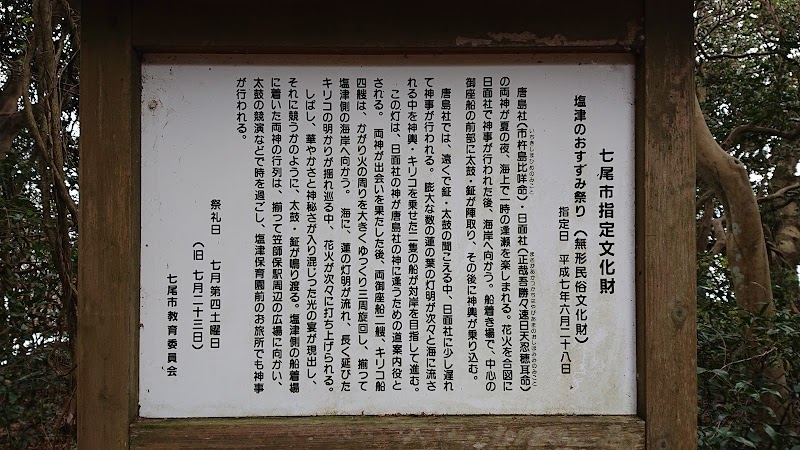 七尾市指定文化財
塩津のおすずみ祭り(無形民俗文化財)
指定日 平成七年六月二十八日
唐島社(市杵島比咩命)・日面社(正哉吾勝々速日天忍穂耳命)
の両神が夏の夜、海上で一時の逢瀬を楽しまれる。花火を合図に
日面社で神事が行われた後、海岸へ向かう。船着き場で、中心の
御座船の前部に太鼓・鉦が陣取り、その後に神輿が乗り込む。
唐島社では、遠くで鉦・太鼓の聞こえる中、日面社に少し遅れ
て神事が行われる。膨大な数の蓮の葉の灯明が次々と海に流さ
れる中を神輿・キリコを乗せた二隻の船が対岸を目指して進む。
この灯は、日面社の神が唐島社の神に逢うための道案内役と
される。両神が出会いを果たした後、両御座船二艘、キリコ船
四艘は、かがり火の周りを大きくゆっくり三周旋回し、揃って
塩津側の海岸へ向かう。海に、蓮の灯明が流れ、長く延びた
キリコの明かりが揺れ巡る中、花火が次々に打ち上げられる。
しばし、華やかさと神秘さが入り混じった光の宴が現出し、
それに競うかのように、太鼓・鉦が鳴り渡る。塩津側の船着場
に着いた両神の行列は、揃って笠師保駅周辺の広場に向かい、
太鼓の競演などで時を過ごし、塩津保育園前のお旅所でも神事
が行われる。
祭礼日 七月第四土曜日
(旧 七月二十三日)
七尾市教育委員会